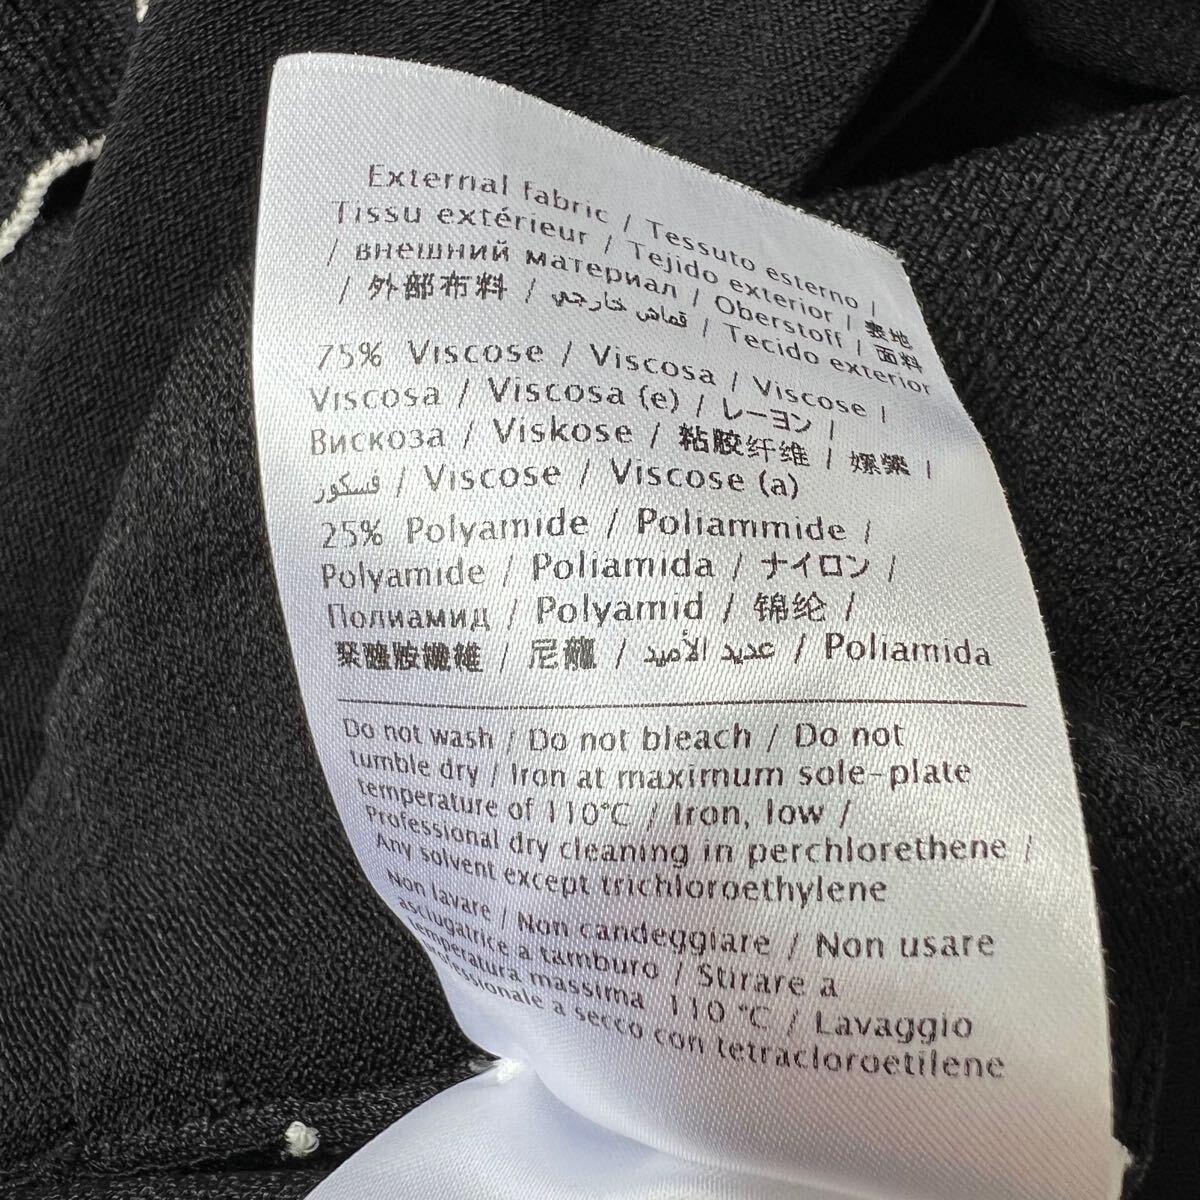 External fabric / Tessuto esterno /
Tissu extérieur / Tejido exterior / 表地
/ внешний материал / Oberstoff / 面料
/ 外部布料 / قماش خارجي / Tecido exterior
75% Viscose / Viscosa / Viscose /
Viscosa / Viscosa (e) / レーヨン /
Вискоза / Viskose / 粘胶纤维 / 嫘縈 /
فسكور / Viscose / Viscose (a)
25% Polyamide / Poliammide /
Polyamide / Poliamida / ナイロン /
Полиамид / Polyamid / 锦纶 /
聚醯胺纖維 / 尼龍 / عديد الأميد / Poliamida
Do not wash / Do not bleach / Do not
tumble dry / Iron at maximum sole-plate
temperature of 110°C / Iron, low /
Professional dry cleaning in perchlorethene /
Any solvent except trichloroethylene
Non lavare / Non candeggiare / Non usare
asciugatrice a tamburo / Stirare a
temperatura massima 110 °C / Lavaggio
professionale a secco con tetracloroetilene